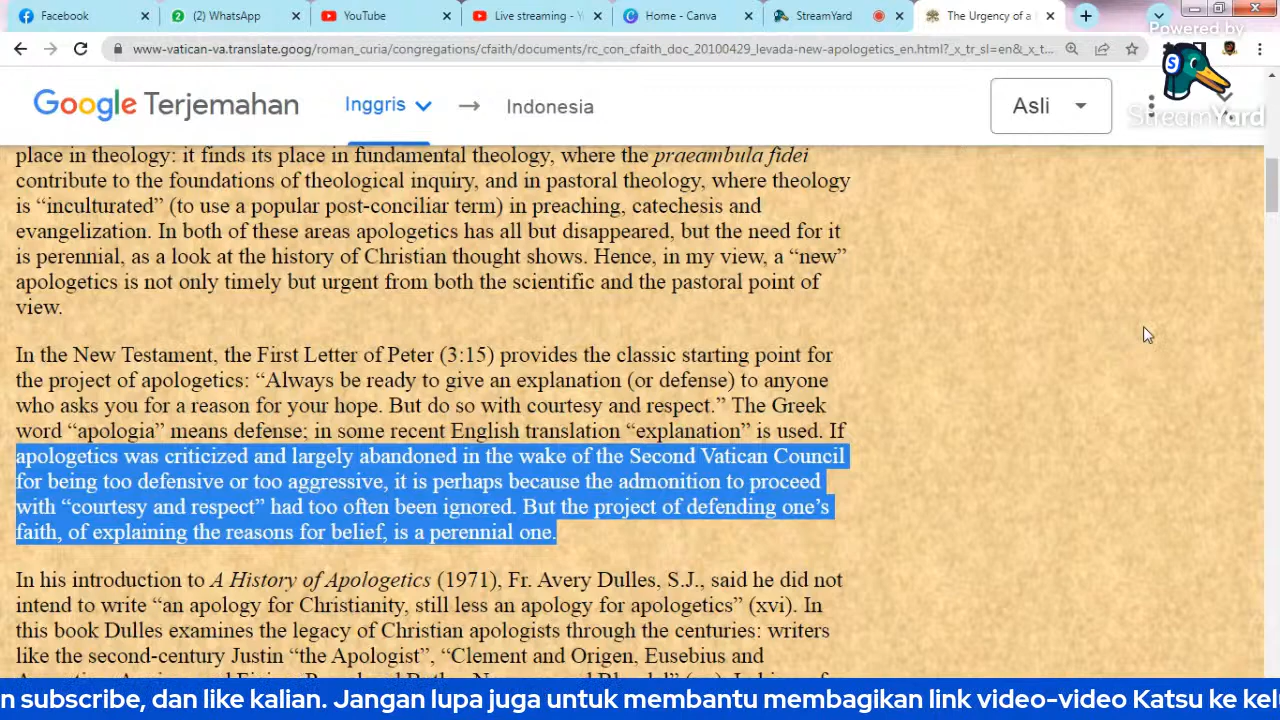 Facebook
(2) WhatsApp
YouTube
Live streaming - Y
Home - Canva
StreamYard
The Urgency of a
Powered by
www-vatican-va.translate.goog/roman_curia/congregations/cfaith/documents/rc_con_cfaith_doc_20100429_levada-new-apologetics_en.html?_x_tr_sl=en&_x_t...
StreamYard
Google Terjemahan
Inggris
Indonesia
Asli
place in theology: it finds its place in fundamental theology, where the praeambula fidei
contribute to the foundations of theological inquiry, and in pastoral theology, where theology
is “inculturated” (to use a popular post-conciliar term) in preaching, catechesis and
evangelization. In both of these areas apologetics has all but disappeared, but the need for it
is perennial, as a look at the history of Christian thought shows. Hence, in my view, a “new”
apologetics is not only timely but urgent from both the scientific and the pastoral point of
view.
In the New Testament, the First Letter of Peter (3:15) provides the classic starting point for
the project of apologetics: “Always be ready to give an explanation (or defense) to anyone
who asks you for a reason for your hope. But do so with courtesy and respect.” The Greek
word “apologia” means defense; in some recent English translation “explanation” is used. If
apologetics was criticized and largely abandoned in the wake of the Second Vatican Council
for being too defensive or too aggressive, it is perhaps because the admonition to proceed
with “courtesy and respect” had too often been ignored. But the project of defending one’s
faith, of explaining the reasons for belief, is a perennial one.
In his introduction to A History of Apologetics (1971), Fr. Avery Dulles, S.J., said he did not
intend to write “an apology for Christianity, still less an apology for apologetics” (xvi). In
this book Dulles examines the legacy of Christian apologists through the centuries: writers
like the second-century Justin “the Apologist”, “Clement and Origen, Eusebius and
n subscribe, dan like kalian. Jangan lupa juga untuk membantu membagikan link video-video Katsu ke kel